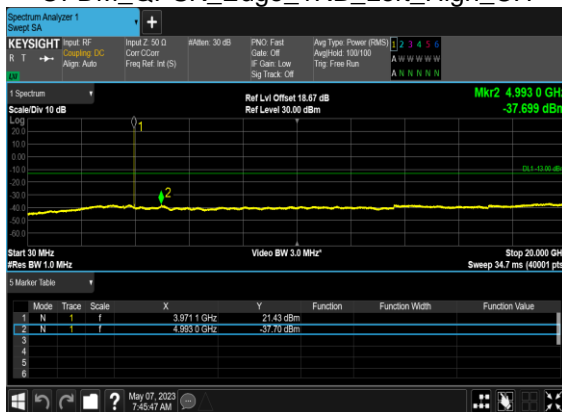 Spectrum Analyzer 1
Swept SA
+
KEYSIGHT Input: RF Input Z: 50 Ω #Atten: 30 dB PNO: Fast Avg Type: Power (RMS) 1 2 3 4 5 6
R T Coupling: DC Corr CCorr Gate: Off Avg|Hold: 100/100 A W W W W W
Align: Auto Freq Ref: Int (S) IF Gain: Low Trig: Free Run
Sig Track: Off A N N N N N
1 Spectrum Ref Lvl Offset 18.67 dB Mkr2 4.993 0 GHz
Scale/Div 10 dB Ref Level 30.00 dBm -37.699 dBm
Log
20.0
10.0
0.00
-10.0
-20.0
-30.0
-40.0
-50.0
-60.0
1
2
DL1 -13.00 dB
Start 30 MHz Video BW 3.0 MHz* Stop 20.000 GH
#Res BW 1.0 MHz Sweep 34.7 ms (40001 pts
5 Marker Table
Mode Trace Scale X Y Function Function Width Function Value
1 N 1 f 3.971 1 GHz 21.43 dBm
2 N 1 f 4.993 0 GHz -37.70 dBm
3
4
5
6
? May 07, 2023
7:45:47 AM